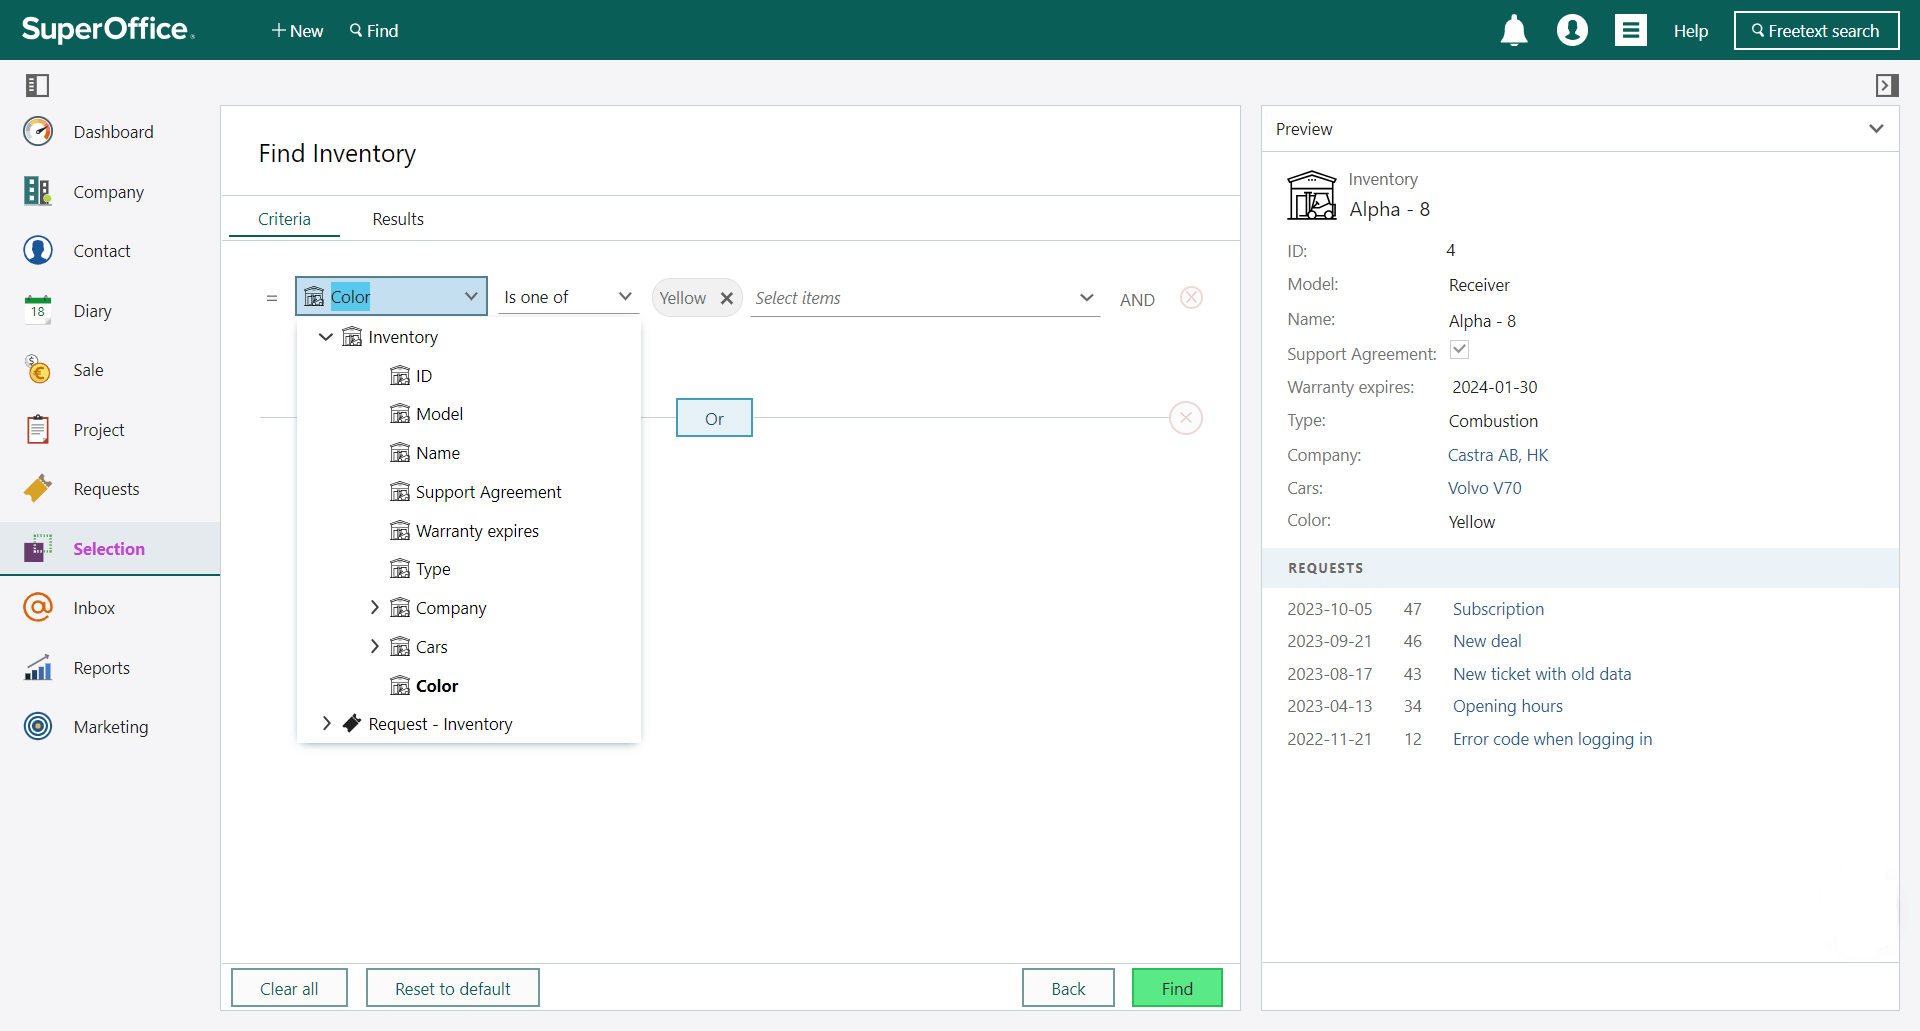 SuperOffice.
New
Find
Help
Freetext search
Dashboard
Company
Contact
18
Diary
Sale
Project
Requests
Selection
Inbox
Reports
Marketing
Find Inventory
Criteria
Results
=
Color
Is one of
Yellow
Select items
AND
Inventory
ID
Model
Name
Support Agreement
Warranty expires
Type
Company
Cars
Color
Request - Inventory
Or
Clear all
Reset to default
Back
Find
Preview
Inventory
Alpha - 8
ID: 4
Model: Receiver
Name: Alpha - 8
Support Agreement:
Warranty expires: 2024-01-30
Type: Combustion
Company: Castra AB, HK
Cars: Volvo V70
Color: Yellow
REQUESTS
2023-10-05 47 Subscription
2023-09-21 46 New deal
2023-08-17 43 New ticket with old data
2023-04-13 34 Opening hours
2022-11-21 12 Error code when logging in